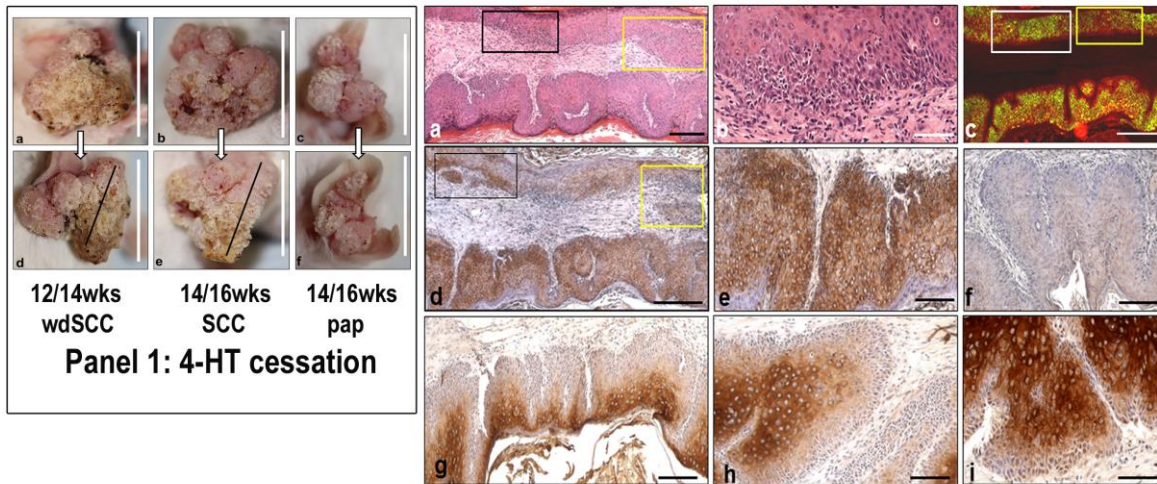 a b c
d e f
12/14wks 14/16wks 14/16wks
wdSCC SCC pap
Panel 1: 4-HT cessation
a b c
d e f
g h i